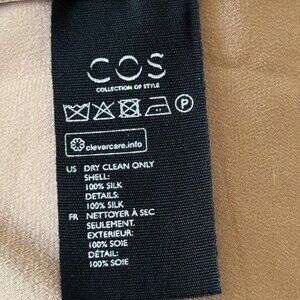 COS
COLLECTION OF STYLE
P
clevercare.info
US DRY CLEAN ONLY
SHELL:
100% SILK
DETAILS:
100% SILK
FR NETTOYER À SEC
SEULEMENT.
EXTERIEUR:
100% SOIE
DÉTAIL:
100% SOIE